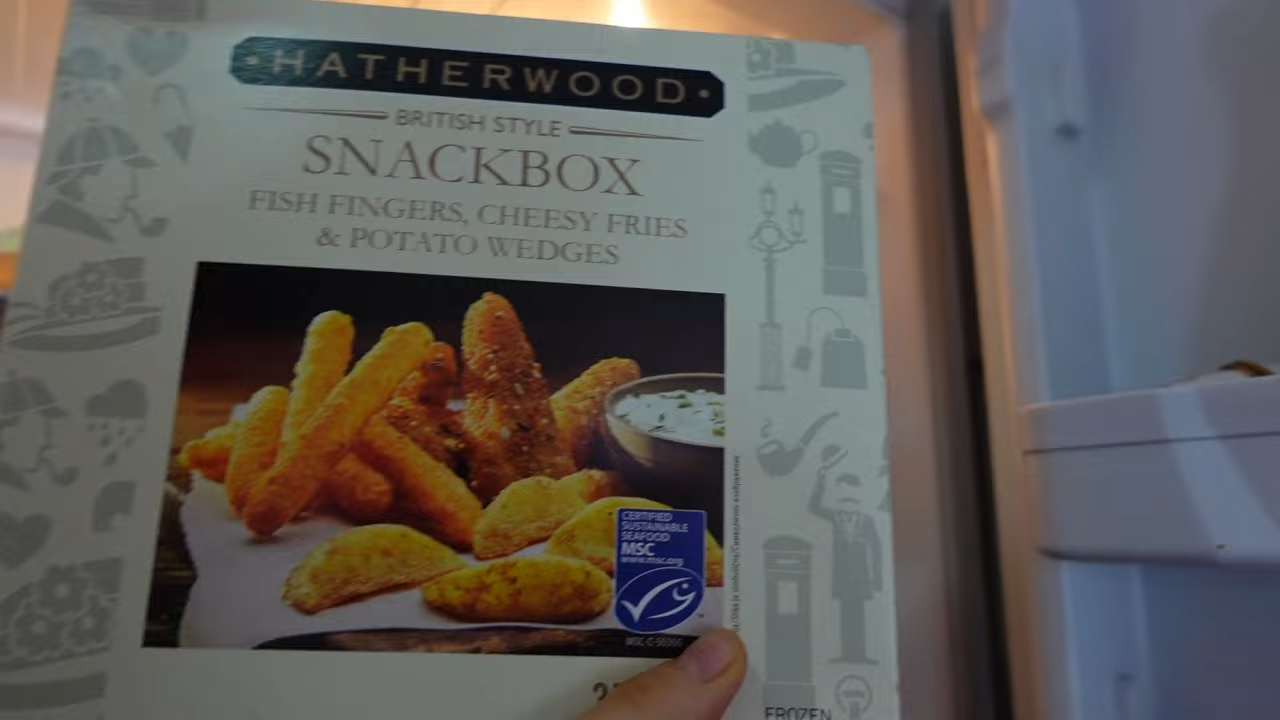 HATHERWOOD
BRITISH STYLE
SNACKBOX
FISH FINGERS, CHEESY FRIES
& POTATO WEDGES
CERTIFIED
SUSTAINABLE
SEAFOOD
MSC
www.msc.org
FROZEN